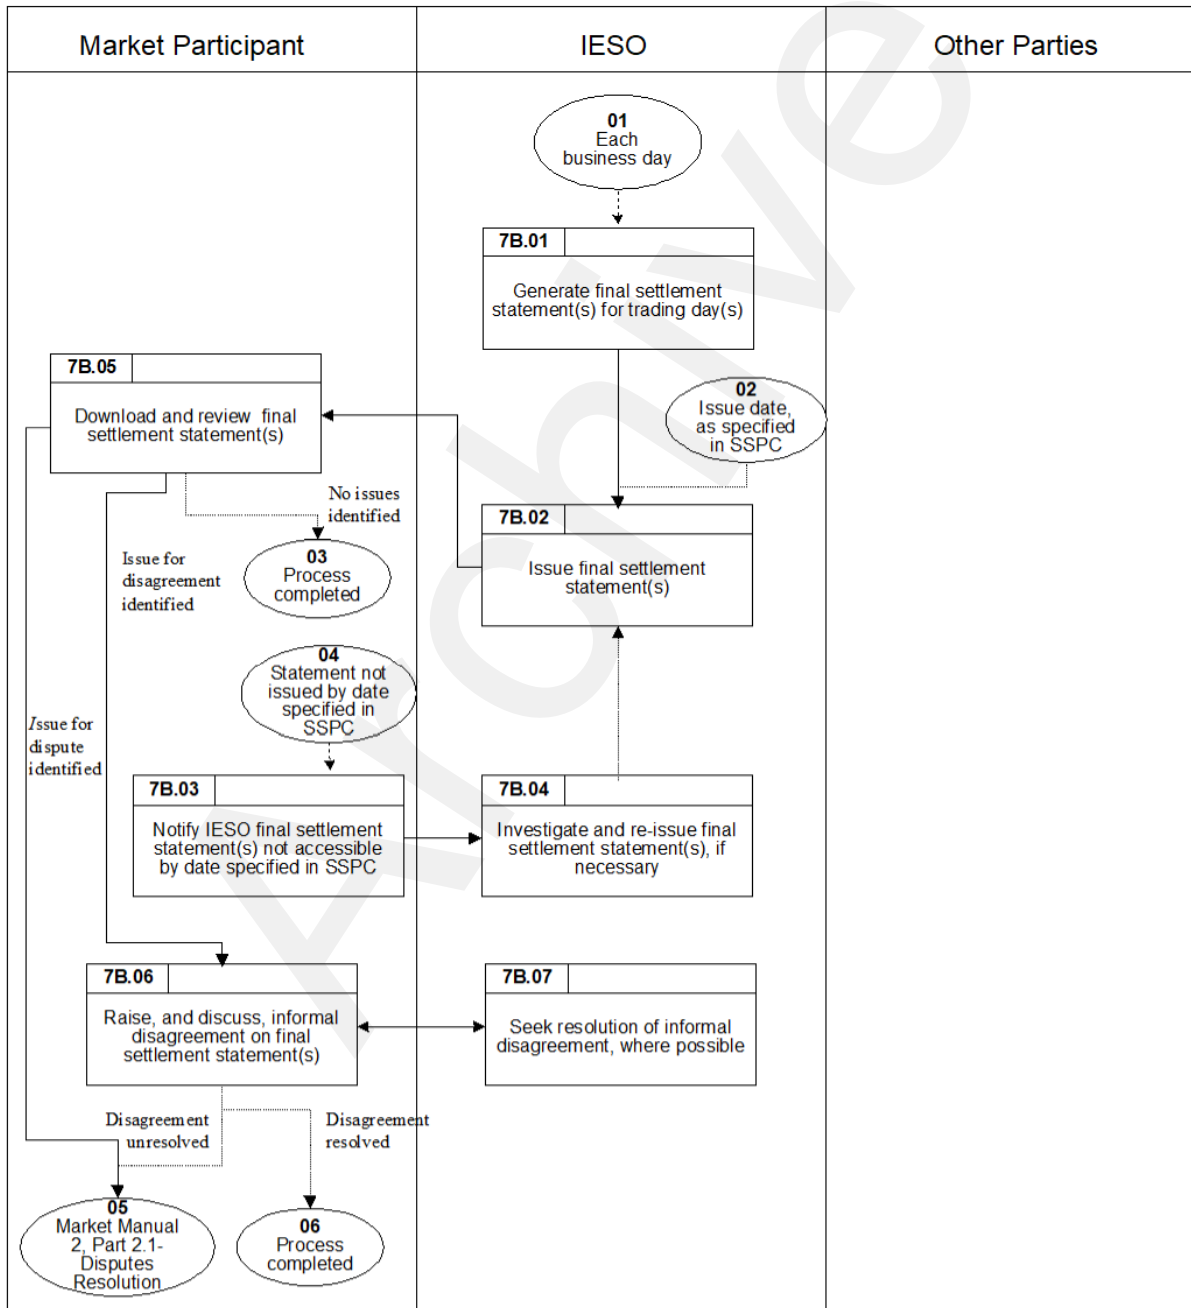 Market Participant
IESO
Other Parties
01
Each
business day
7B.01
Generate final settlement
statement(s) for trading day(s)
7B.05
Download and review final
settlement statement(s)
02
Issue date,
as specified
in SSPC
No issues
identified
7B.02
Issue final settlement
statement(s)
03
Process
completed
Issue for
disagreement
identified
04
Statement not
issued by date
specified in
SSPC
Issue for
dispute
identified
7B.03
Notify IESO final settlement
statement(s) not accessible
by date specified in SSPC
7B.04
Investigate and re-issue final
settlement statement(s), if
necessary
7B.06
Raise, and discuss, informal
disagreement on final
settlement statement(s)
7B.07
Seek resolution of informal
disagreement, where possible
Disagreement
unresolved
Disagreement
resolved
05
Market Manual
2, Part 2.1-
Disputes
Resolution
06
Process
completed
Archive